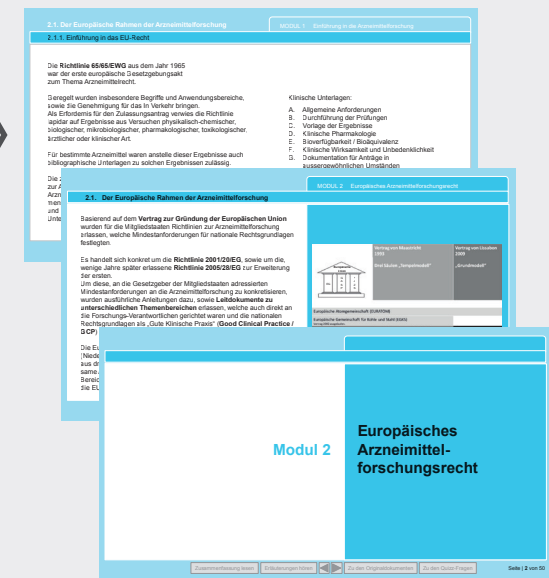 2.1. Der Europäische Rahmen der Arzneimittelforschung
MODUL 1 Einführung in die Arzneimittelforschung
2.1.1. Einführung in das EU-Recht
Die Richtlinie 65/65/EWG aus dem Jahr 1965
war der erste europäische Gesetzgebungsakt
zum Thema Arzneimittelrecht.
Geregelt wurden insbesondere Begriffe und Anwendungsbereiche,
sowie die Genehmigung für das In Verkehr bringen.
Als Erfordernis für den Zulassungsantrag verwies die Richtlinie
lapidar auf Ergebnisse aus Versuchen physikalisch-chemischer,
biologischer, mikrobiologischer, pharmakologischer, toxikologischer,
ärztlicher oder klinischer Art.
Für bestimmte Arzneimittel waren anstelle dieser Ergebnisse auch
bibliographische Unterlagen zu solchen Ergebnissen zulässig.
Klinische Unterlagen:
A. Allgemeine Anforderungen
B. Durchführung der Prüfungen
C. Vorlage der Ergebnisse
D. Klinische Pharmakologie
E. Bioverfügbarkeit / Bioäquivalenz
F. Klinische Wirksamkeit und Unbedenklichkeit
G. Dokumentation für Anträge in
aussergewöhnlichen Umständen
MODUL 2 Europäisches Arzneimittelforschungsrecht
2.1. Der Europäische Rahmen der Arzneimittelforschung
Basierend auf dem Vertrag zur Gründung der Europäischen Union
wurden für die Mitgliedstaaten Richtlinien zur Arzneimittelforschung
erlassen, welche Mindestanforderungen für nationale Rechtsgrundlagen
festlegten.
Es handelt sich konkret um die Richtlinie 2001/20/EG, sowie um die,
wenige Jahre später erlassene Richtlinie 2005/28/EG zur Erweiterung
der ersten.
Um diese, an die Gesetzgeber der Mitgliedstaaten adressierten
Mindestanforderungen an die Arzneimittelforschung zu konkretisieren,
wurden ausführliche Anleitungen dazu, sowie Leitdokumente zu
unterschiedlichen Themenbereichen erlassen, welche auch direkt an
die Forschungs-Verantwortlichen gerichtet waren und die nationalen
Rechtsgrundlagen als „Gute Klinische Praxis“ (Good Clinical Practice /
GCP)
Vertrag von Maastricht
1993
Drei Säulen „Tempelmodell“
Vertrag von Lissabon
2009
Europäische Atomgemeinschaft (EURATOM)
Europäische Gemeinschaft für Kohle und Stahl (EGKS)
Modul 2
Europäisches
Arzneimittel-
forschungsrecht
Zusammenfassung lesen
Erläuterungen hören
Zu den Originaldokumenten
Zu den Quizz-Fragen
Seite | 2 von 50